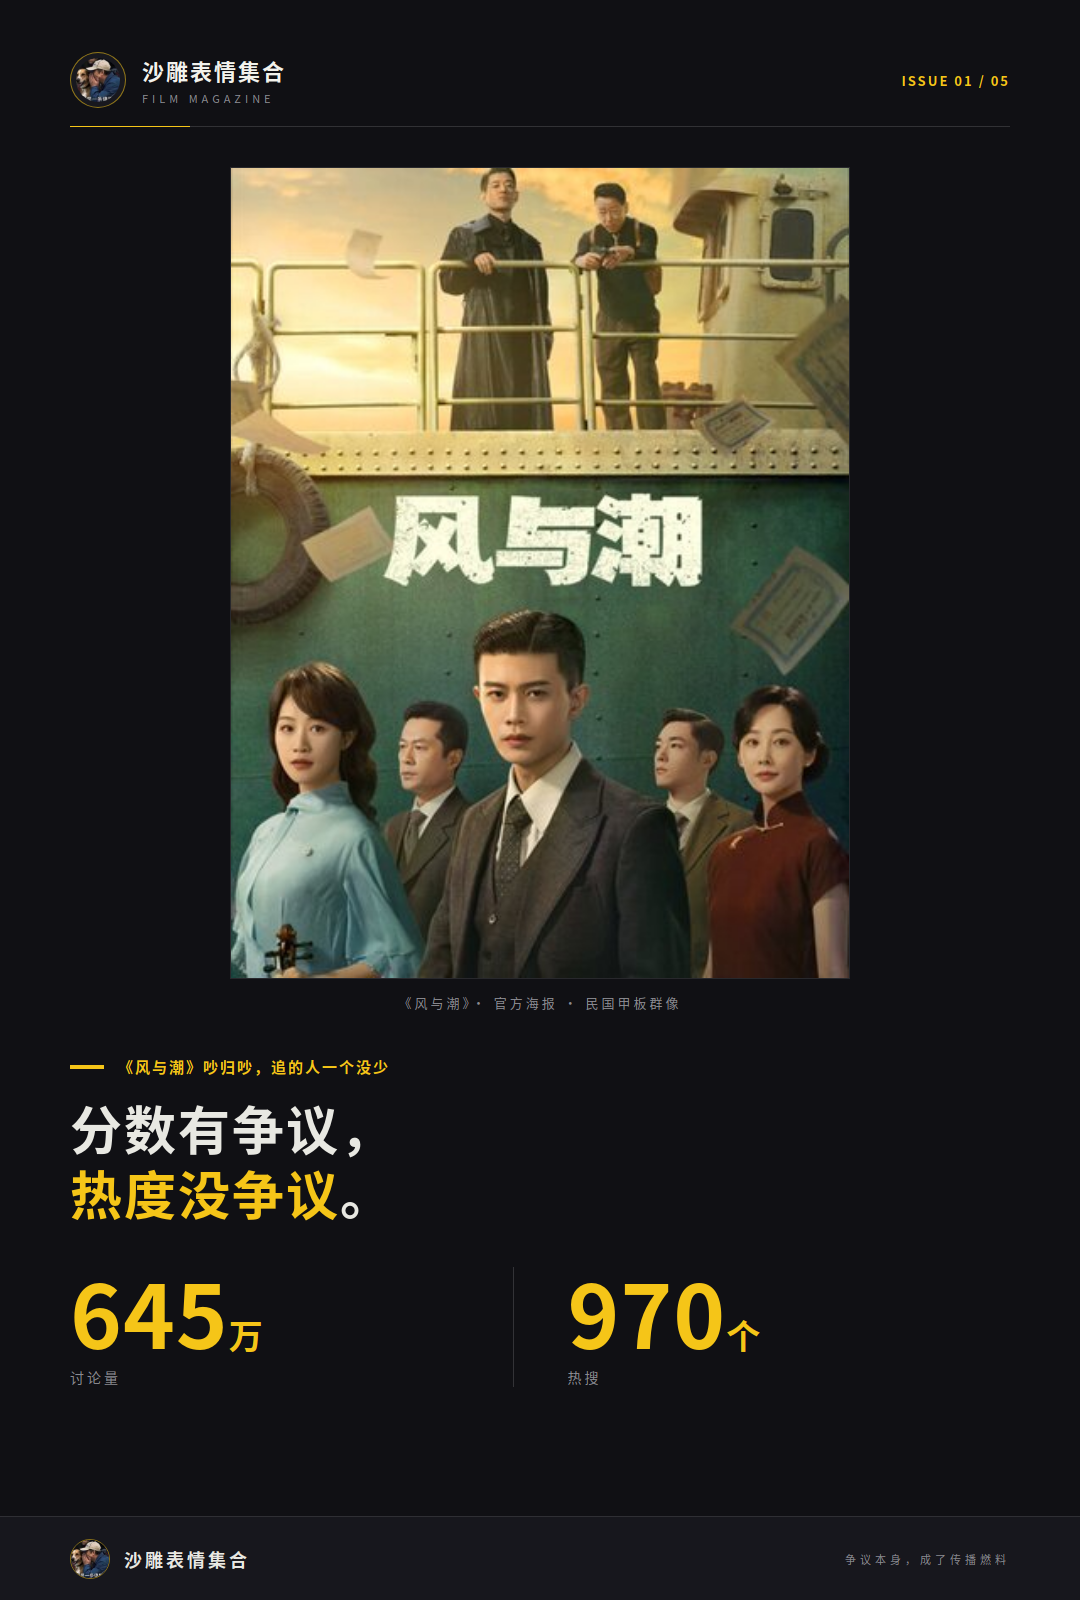 沙雕表情集合
FILM MAGAZINE
ISSUE 01 / 05
风与潮
《风与潮》· 官方海报 · 民国甲板群像
《风与潮》吵归吵，追的人一个没少
分数有争议，
热度没争议。
645万
讨论量
970个
热搜
沙雕表情集合
争议本身，成了传播燃料